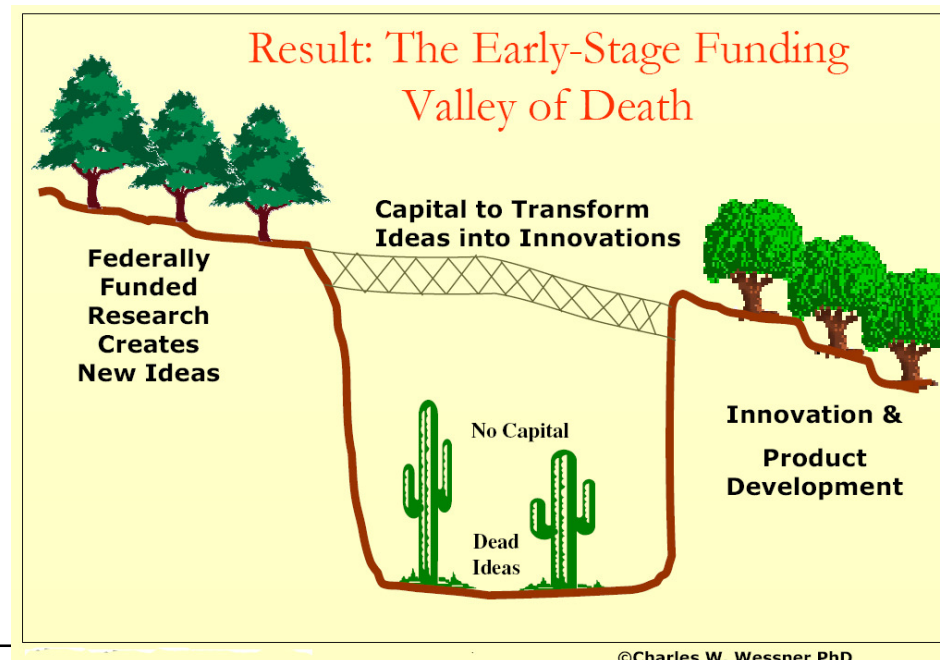 Result: The Early-Stage Funding
Valley of Death
Capital to Transform
Ideas into Innovations
Federally
Funded
Research
Creates
New Ideas
No Capital
Dead
Ideas
Innovation &
Product
Development
©Charles W. Wessner PhD